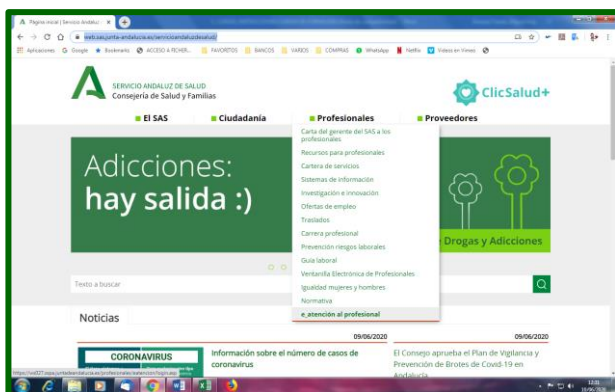 Página inicial | Servicio Andaluz
web.sas.junta-andalucia.es/servicioandaluzdesalud/
Aplicaciones Google Bookmarks ACCESO A FICHER... FAVORITOS BANCOS VARIOS COMPRAS WhatsApp Netflix Videos en Vimeo
SERVICIO ANDALUZ DE SALUD
Consejería de Salud y Familias
ClicSalud+
El SAS Ciudadanía Profesionales Proveedores
Carta del gerente del SAS a los
profesionales
Recursos para profesionales
Cartera de servicios
Sistemas de información
Investigación e innovación
Ofertas de empleo
Traslados
Carrera profesional
Prevención riesgos laborales
Guía laboral
Ventanilla Electrónica de Profesionales
Igualdad mujeres y hombres
Normativa
e_atención al profesional
Adicciones:
hay salida :)
Drogas y Adicciones
Texto a buscar
Noticias
09/06/2020 09/06/2020
CORONAVIRUS
Información sobre el número de casos de
coronavirus
El Consejo aprueba el Plan de Vigilancia y
Prevención de Brotes de Covid-19 en
Andalucía
12:01
10/06/2020